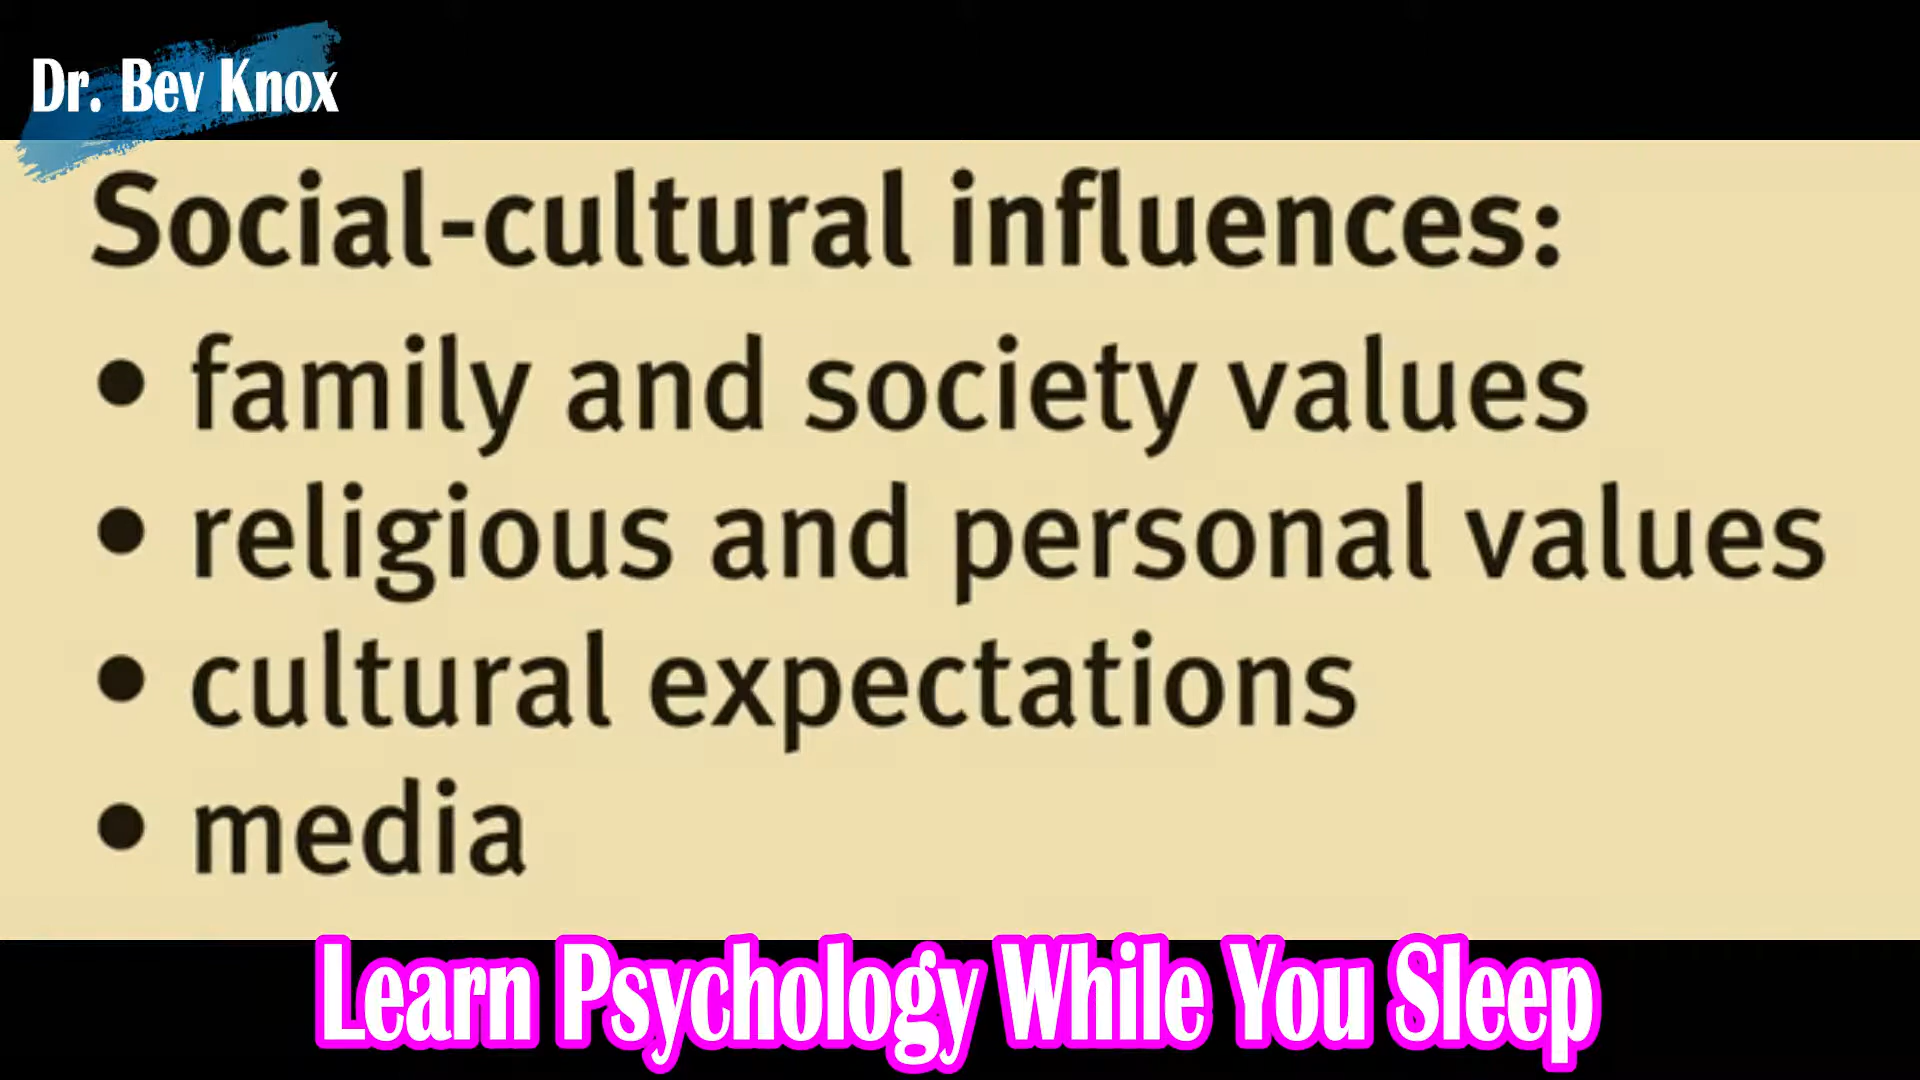 Dr. Bev Knox
Social-cultural influences:
• family and society values
• religious and personal values
• cultural expectations
• media
Learn Psychology While You Sleep